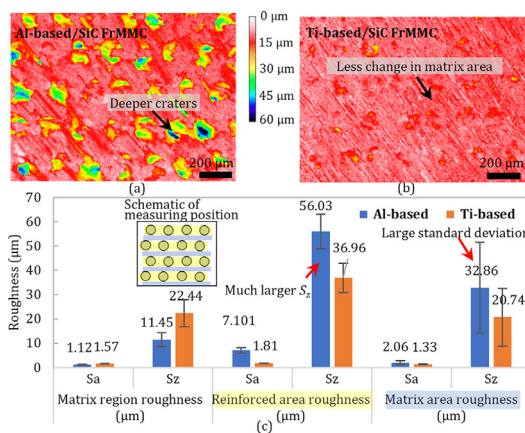 Al-based/SiC FrMMC
Deeper craters
200 μm
(a)
0 μm
15 μm
30 μm
45 μm
60 μm
Ti-based/SiC FrMMC
Less change in matrix area
200 μm
(b)
Roughness (μm)
70
60
50
40
30
20
10
0
Schematic of
measuring position
Al-based
Ti-based
Large standard deviation
Much larger Sz
1.12
1.57
11.45
22.44
7.101
1.81
56.03
36.96
2.06
1.33
32.86
20.74
Sa
Sz
Sa
Sz
Sa
Sz
Matrix region roughness
(μm)
Reinforced area roughness
(μm)
Matrix area roughness
(μm)
(c)